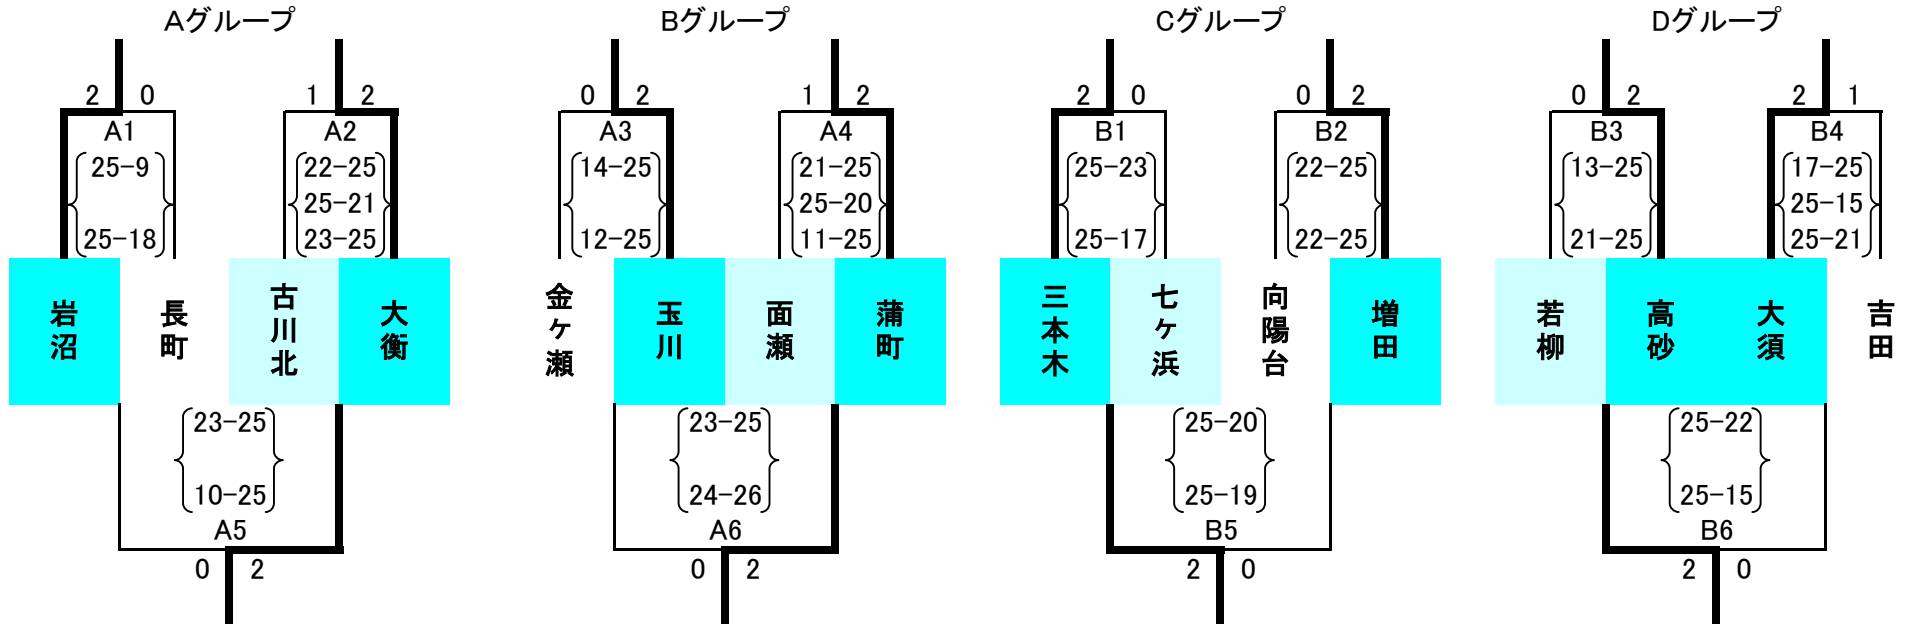 Aグループ Bグループ Cグループ Dグループ
2 0 1 2 0 2 1 2 2 0 0 2 0 2 2 1
A1 A2 A3 A4 B1 B2 B3 B4
25-9 22-25 14-25 21-25 25-23 22-25 13-25 17-25
25-21 25-20 25-15
25-18 23-25 12-25 11-25 25-17 22-25 21-25 25-21
岩沼 長町 古川北 大衡 金ヶ瀬 玉川 面瀬 蒲町 三本木 七ヶ浜 向陽台 増田 若柳 高砂 大須 吉田
23-25 23-25 25-20 25-22
10-25 24-26 25-19 25-15
A5 A6 B5 B6
0 2 0 2 2 0 2 0